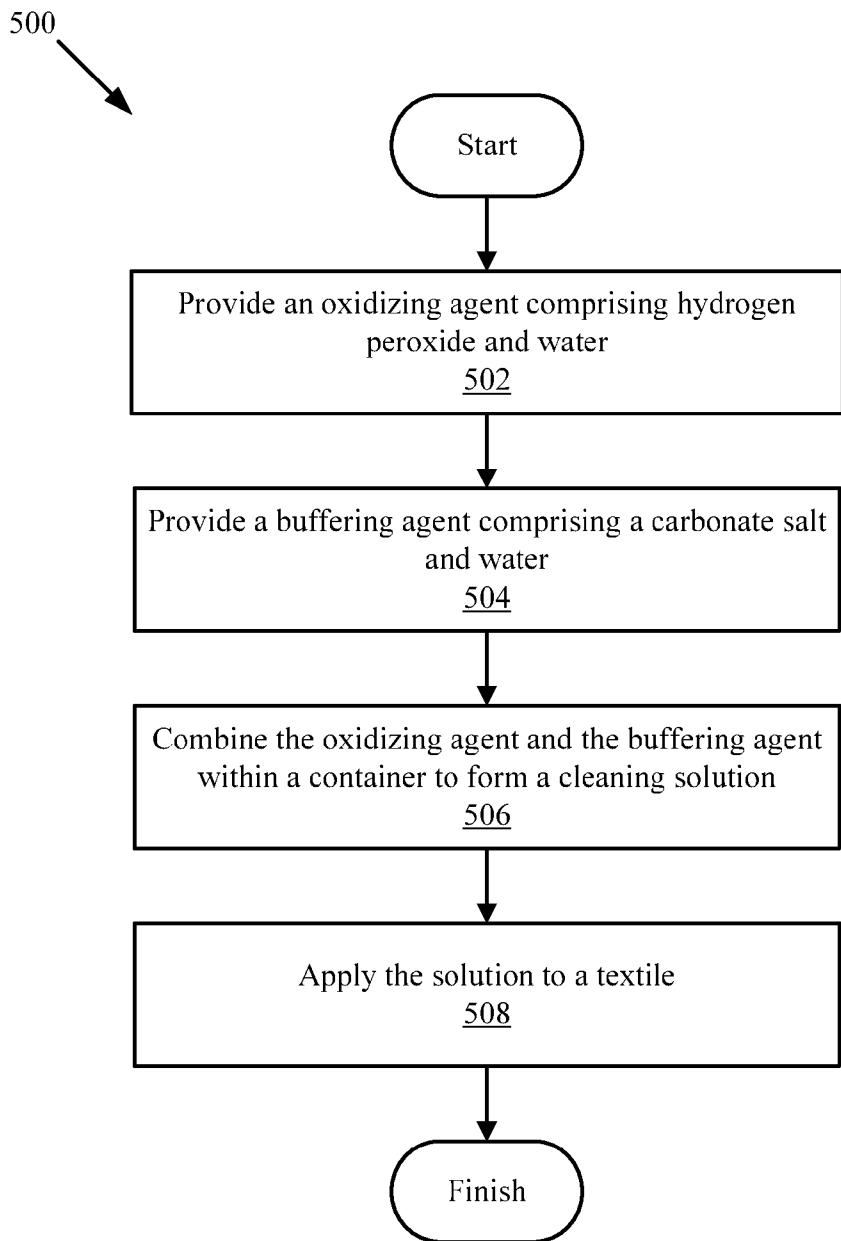 500
Start
Provide an oxidizing agent comprising hydrogen
peroxide and water
502
Provide a buffering agent comprising a carbonate salt
and water
504
Combine the oxidizing agent and the buffering agent
within a container to form a cleaning solution
506
Apply the solution to a textile
508
Finish